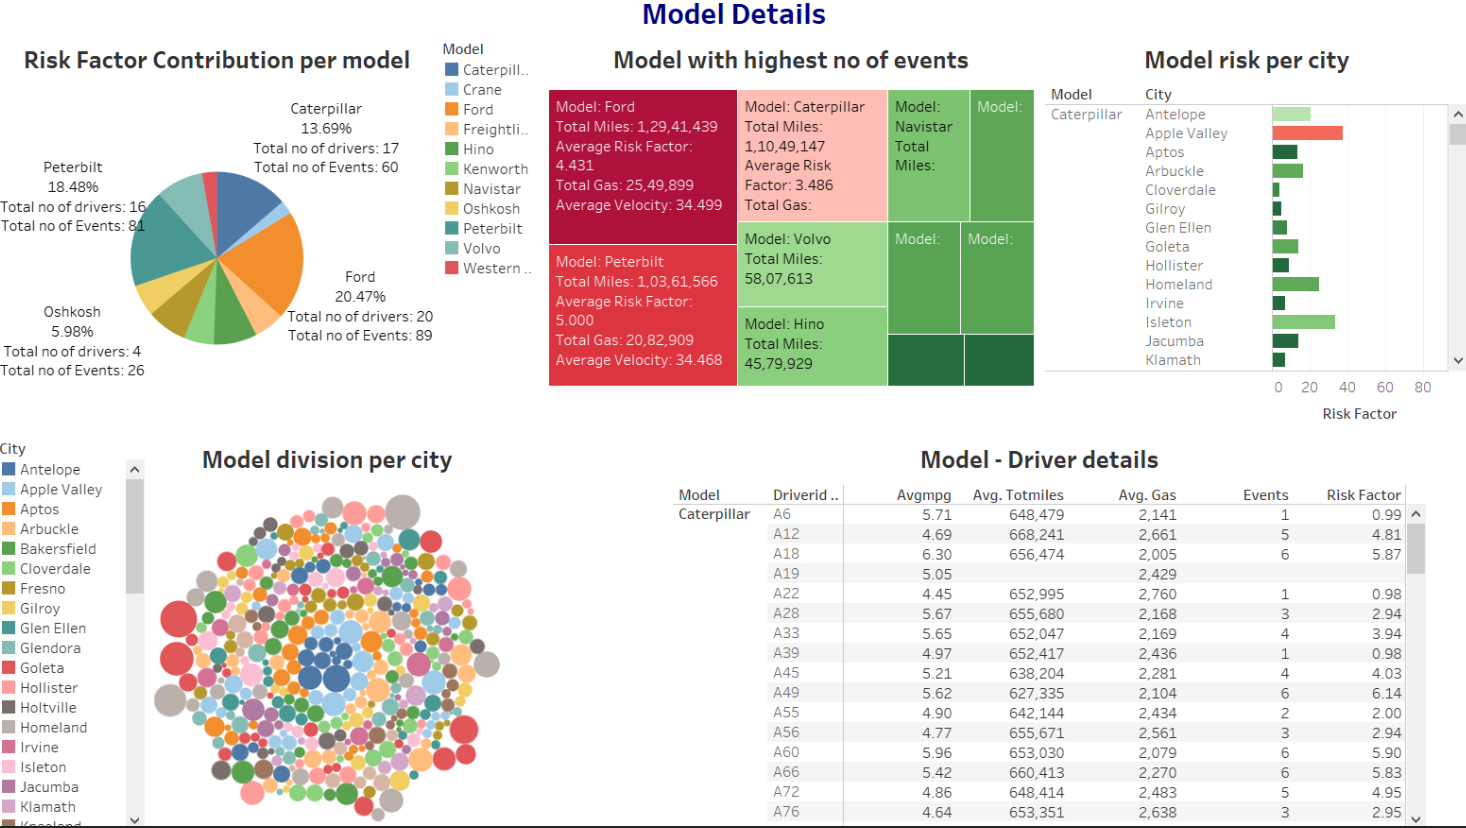 Model Details
Risk Factor Contribution per model
Caterpillar
13.69%
Total no of drivers: 17
Total no of Events: 60
Peterbilt
18.48%
Total no of drivers: 16
Total no of Events: 81
Ford
20.47%
Total no of drivers: 20
Total no of Events: 89
Oshkosh
5.98%
Total no of drivers: 4
Total no of Events: 26
Model
Caterpill..
Crane
Ford
Freightli..
Hino
Kenworth
Navistar
Oshkosh
Peterbilt
Volvo
Western ..
Model with highest no of events
Model: Ford
Total Miles: 1,29,41,439
Average Risk Factor:
4.431
Total Gas: 25,49,899
Average Velocity: 34.499
Model: Peterbilt
Total Miles: 1,03,61,566
Average Risk Factor:
5.000
Total Gas: 20,82,909
Average Velocity: 34.468
Model: Caterpillar
Total Miles:
1,10,49,147
Average Risk
Factor: 3.486
Total Gas:
Model: Volvo
Total Miles:
58,07,613
Model: Hino
Total Miles:
45,79,929
Model:
Navistar
Total
Miles:
Model:
Model:
Model:
Model risk per city
Model City
Caterpillar Antelope
Apple Valley
Aptos
Arbuckle
Cloverdale
Gilroy
Glen Ellen
Goleta
Hollister
Homeland
Irvine
Isleton
Jacumba
Klamath
0 20 40 60 80
Risk Factor
City
Antelope
Apple Valley
Aptos
Arbuckle
Bakersfield
Cloverdale
Fresno
Gilroy
Glen Ellen
Glendora
Goleta
Hollister
Holtville
Homeland
Irvine
Isleton
Jacumba
Klamath
Kneeland
Model division per city
Model - Driver details
Model Driverid .. Avgmpg Avg. Totmiles Avg. Gas Events Risk Factor
Caterpillar A6 5.71 648,479 2,141 1 0.99
A12 4.69 668,241 2,661 5 4.81
A18 6.30 656,474 2,005 6 5.87
A19 5.05 2,429
A22 4.45 652,995 2,760 1 0.98
A28 5.67 655,680 2,168 3 2.94
A33 5.65 652,047 2,169 4 3.94
A39 4.97 652,417 2,436 1 0.98
A45 5.21 638,204 2,281 4 4.03
A49 5.62 627,335 2,104 6 6.14
A55 4.90 642,144 2,434 2 2.00
A56 4.77 655,671 2,561 3 2.94
A60 5.96 653,030 2,079 6 5.90
A66 5.42 660,413 2,270 6 5.83
A72 4.86 648,414 2,483 5 4.95
A76 4.64 653,351 2,638 3 2.95